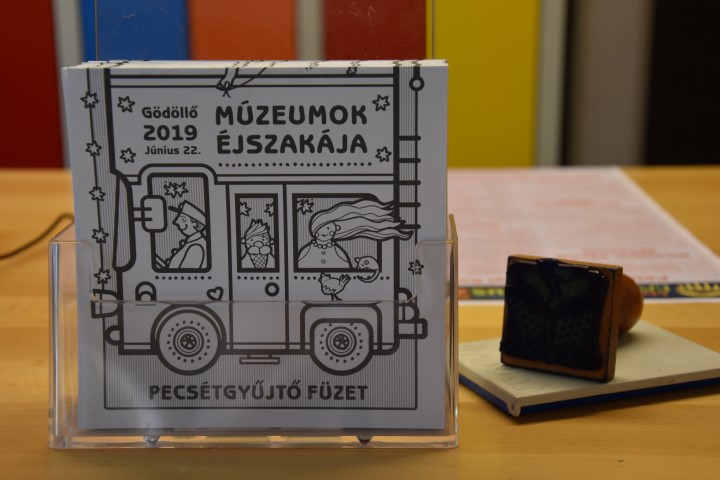 Gödöllő
2019
Június 22.
MÚZEUMOK
ÉJSZAKÁJA
PECSÉTGYŰJTŐ FÜZET